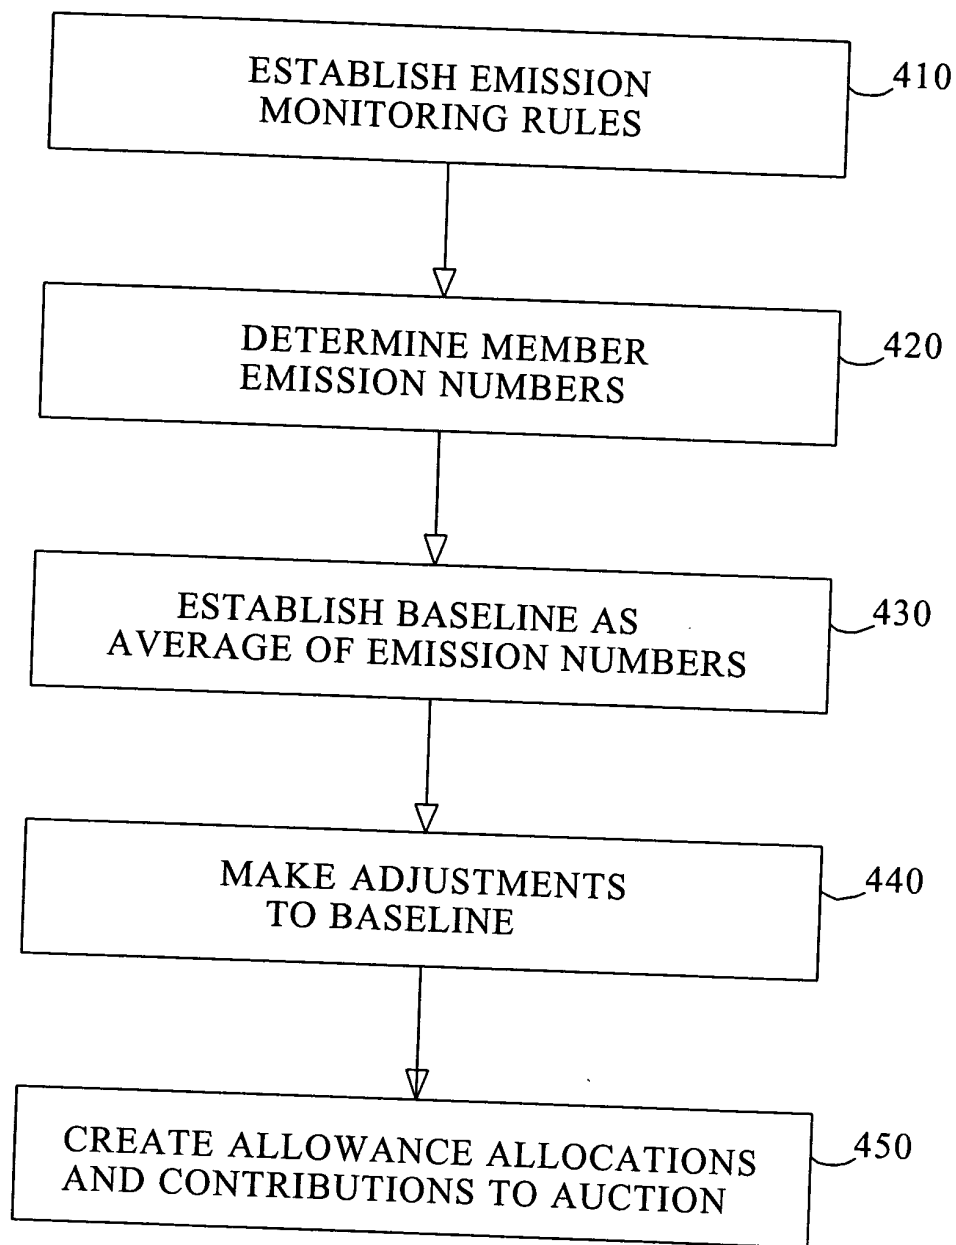 ESTABLISH EMISSION
MONITORING RULES
410
DETERMINE MEMBER
EMISSION NUMBERS
420
ESTABLISH BASELINE AS
AVERAGE OF EMISSION NUMBERS
430
MAKE ADJUSTMENTS
TO BASELINE
440
CREATE ALLOWANCE ALLOCATIONS
AND CONTRIBUTIONS TO AUCTION
450